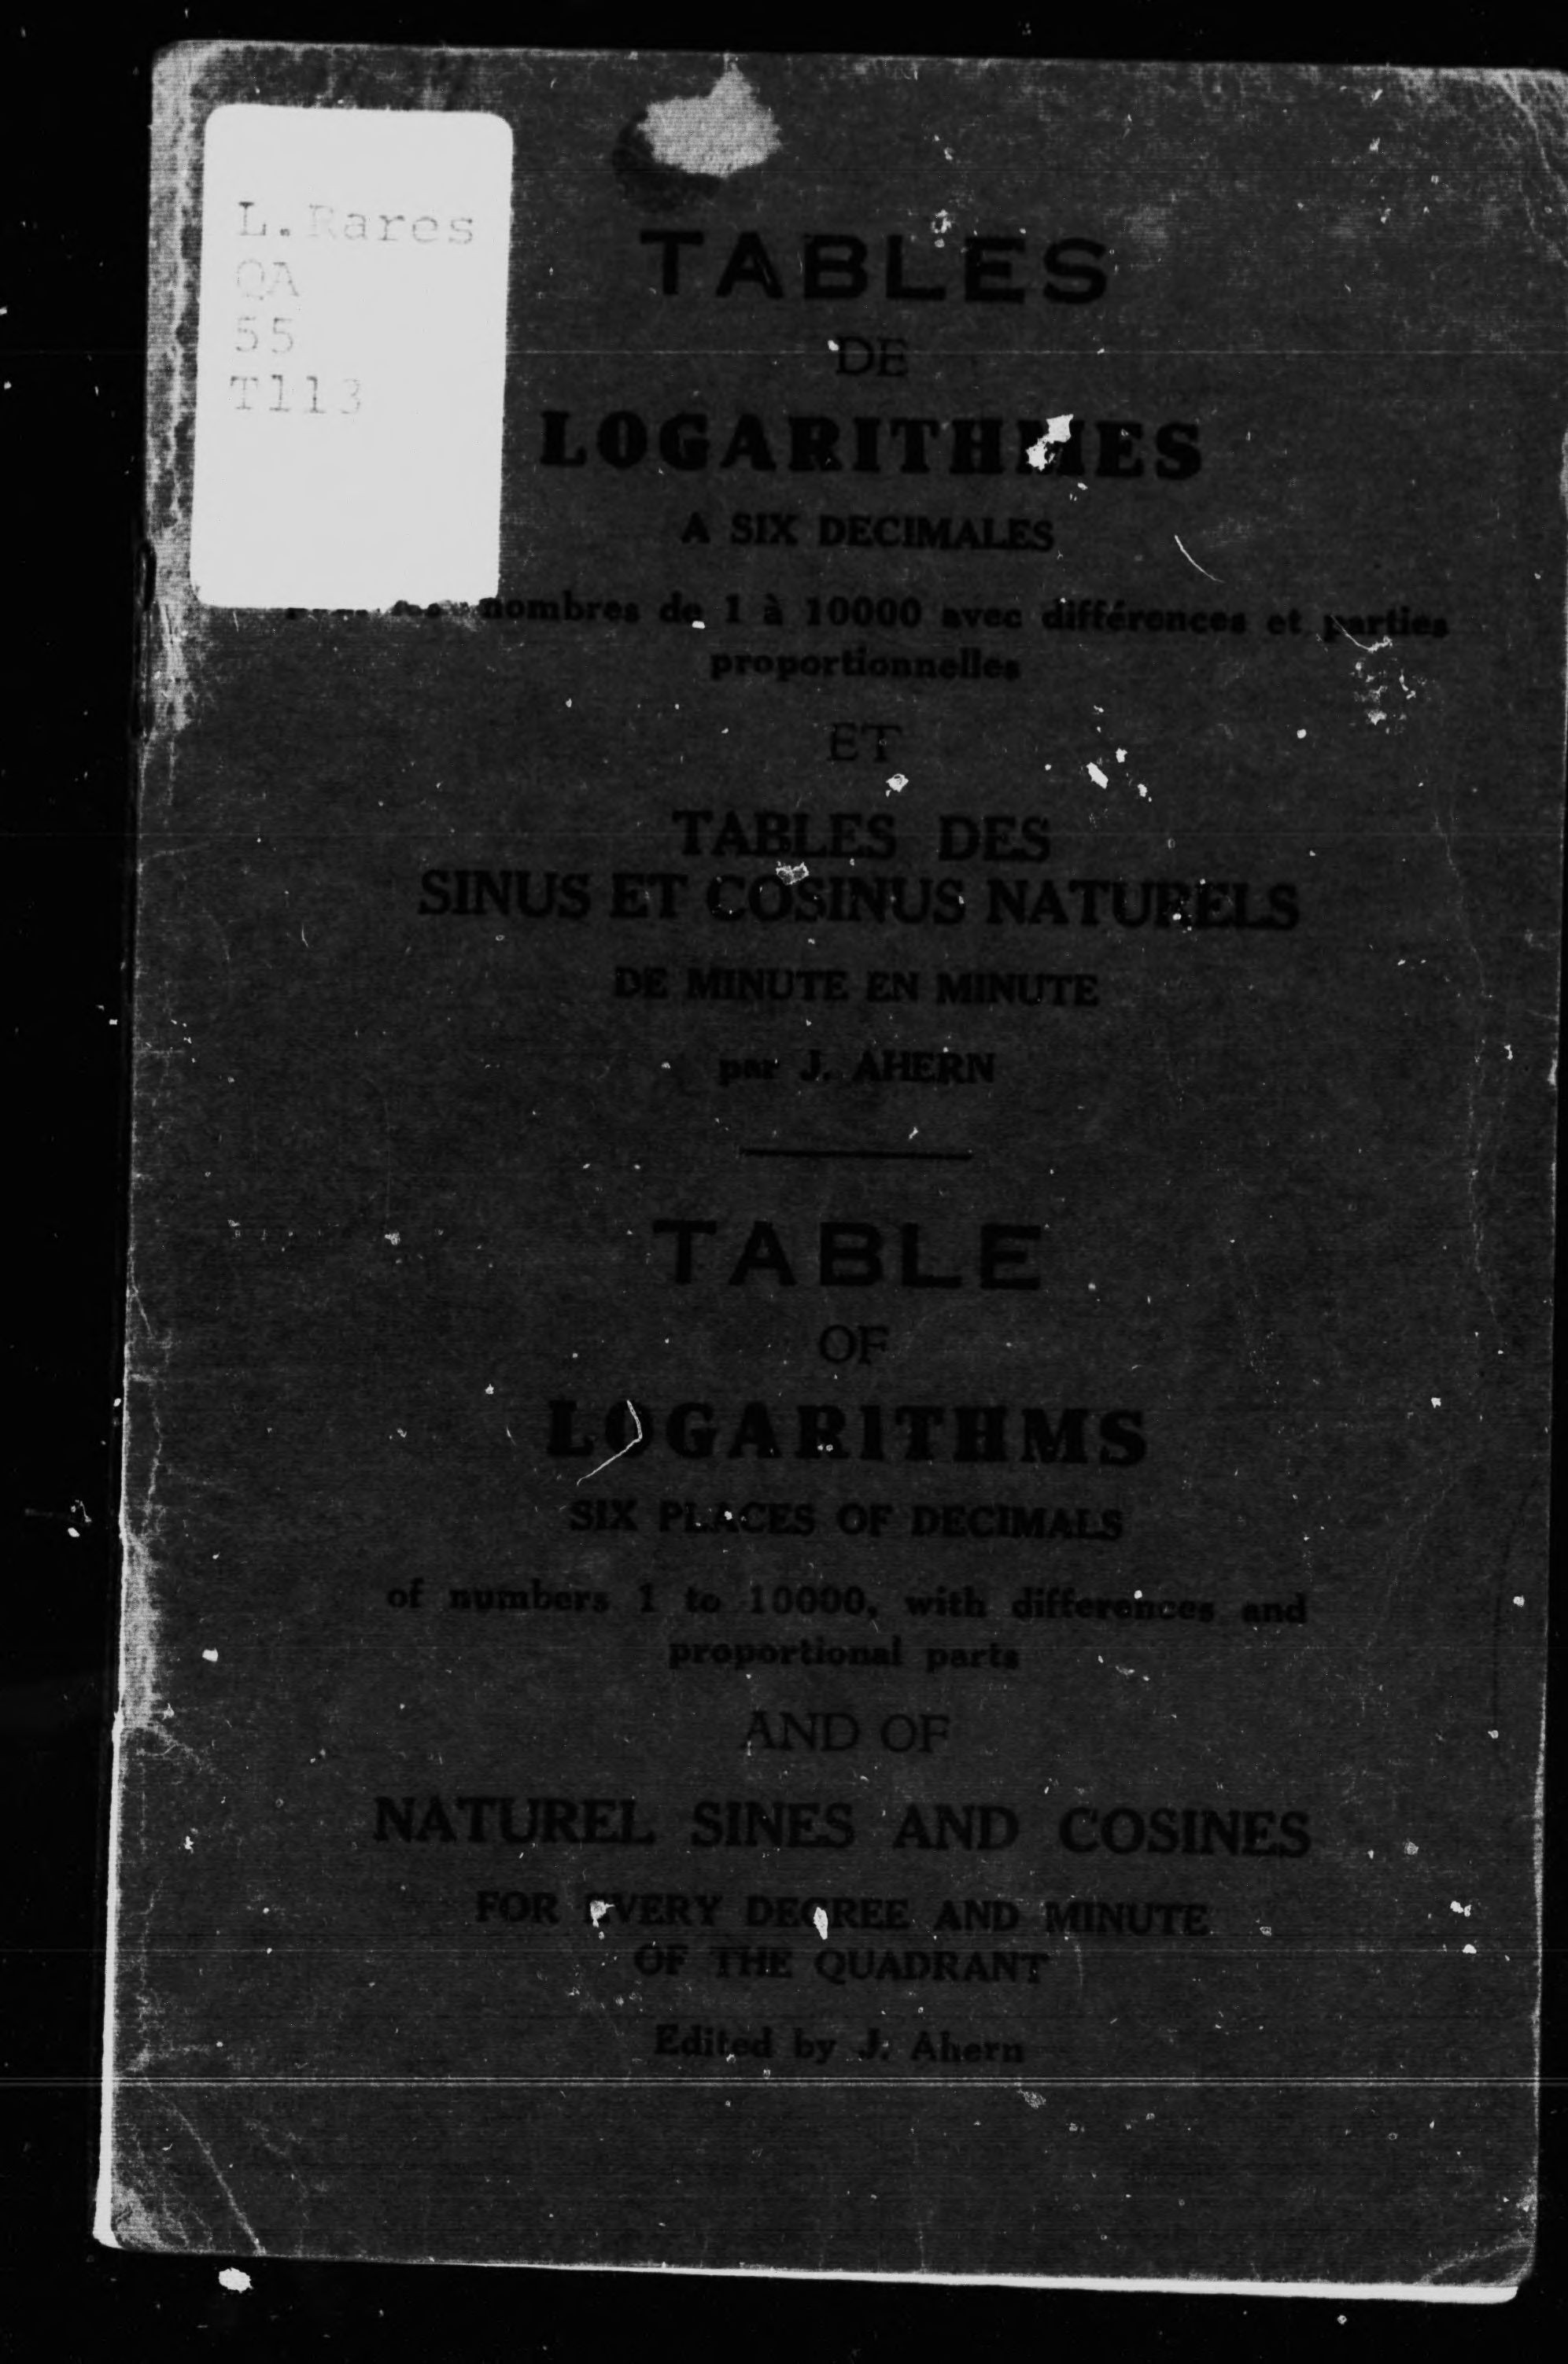 L.Rares
QA
55
T113
TABLES
DE
LOGARITHMES
A SIX DECIMALES
nombres de 1 à 10000 avec différences et parties
proportionnelles
ET
TABLES DES
SINUS ET COSINUS NATURELS
DE MINUTE EN MINUTE
par J. AHERN
TABLE
OF
LOGARITHMS
SIX PLACES OF DECIMALS
of numbers 1 to 10000, with differences and
proportional parts
AND OF
NATUREL SINES AND COSINES
FOR EVERY DEGREE AND MINUTE
OF THE QUADRANT
Edited by J. Ahern